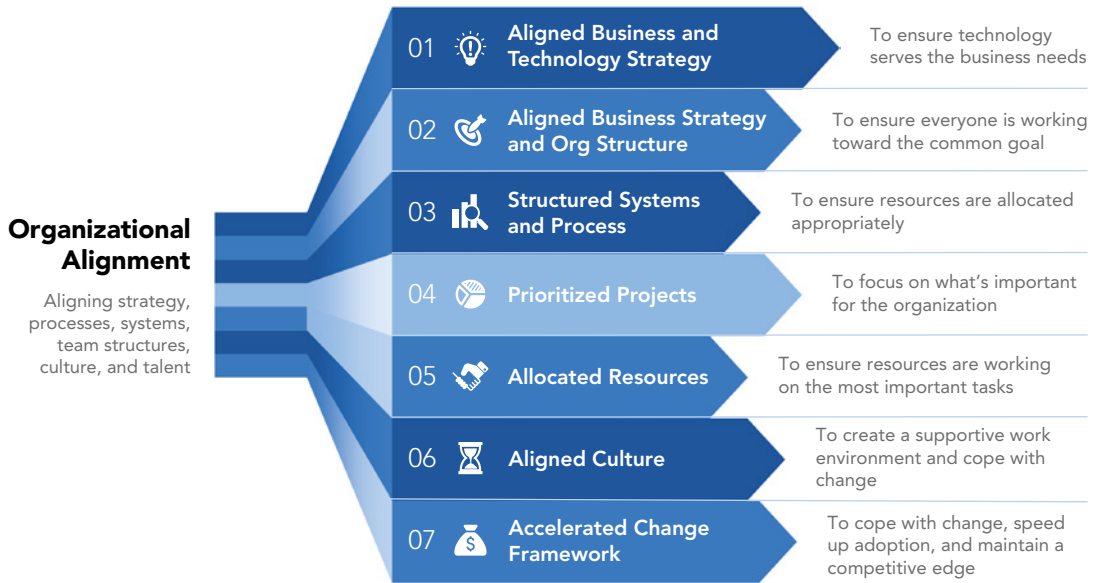 Organizational
Alignment
Aligning strategy,
processes, systems,
team structures,
culture, and talent
01
Aligned Business and
Technology Strategy
To ensure technology
serves the business needs
02
Aligned Business Strategy
and Org Structure
To ensure everyone is working
toward the common goal
03
Structured Systems
and Process
To ensure resources are allocated
appropriately
04
Prioritized Projects
To focus on what's important
for the organization
05
Allocated Resources
To ensure resources are working
on the most important tasks
06
Aligned Culture
To create a supportive work
environment and cope with
change
07
$
Accelerated Change
Framework
To cope with change, speed
up adoption, and maintain a
competitive edge